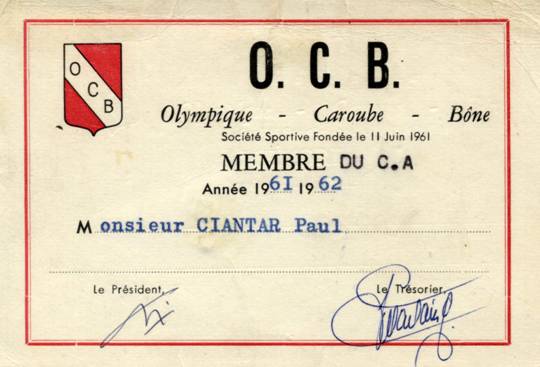 O
C
B
O. C. B.
Olympique - Caroube - Bône
Société Sportive Fondée le 11 Juin 1961
MEMBRE DU C.A
Année 1961 1962
Monsieur CIANTAR Paul
Le Président, Le Trésorier,